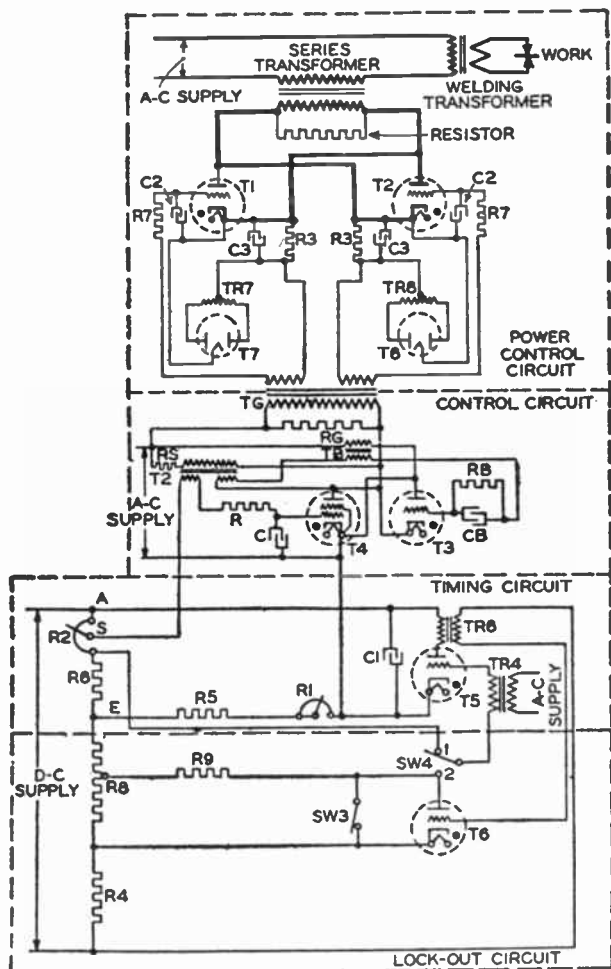 SERIES
TRANSFORMER
WORK
A-C SUPPLY
WELDING
TRANSFORMER
RESISTOR
C2
T1
T2
C2
R7
R7
C3
R3
R3
C3
TR7
TR8
T7
T6
POWER
CONTROL
CIRCUIT
TG
CONTROL CIRCUIT
RS
RG
TB
T2
RB
A-C
SUPPLY
R
C
T4
T3
CB
TIMING CIRCUIT
A
S
R2
TR6
C1
TR4
R6
T5
A-C
SUPPLY
E
R5
R1
1
D-C
SUPPLY
R8
R9
SW4
2
SW3
T6
R4
LOCK-OUT CIRCUIT